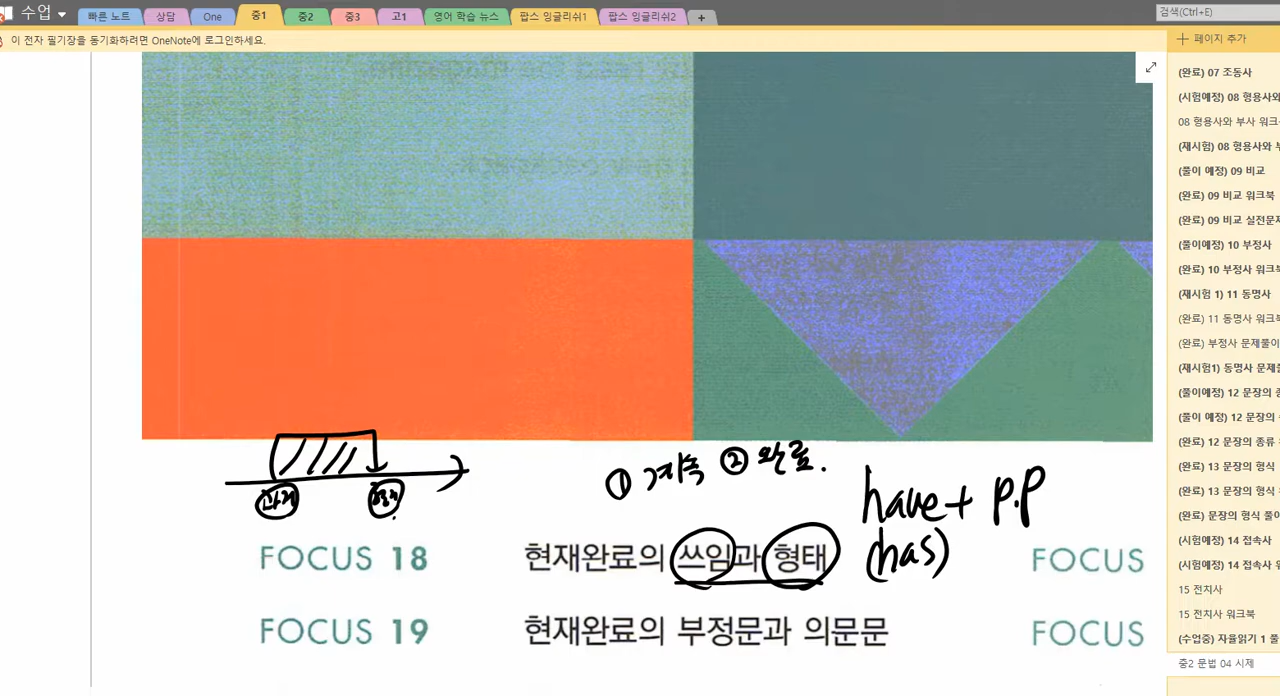 수업
빠른 노트 상담 One 중1 중2 중3 고1 영어 학습 뉴스 팝스 잉글리쉬1 팝스 잉글리쉬2 +
검색(Ctrl+E)
이 전자 필기장을 동기화하려면 OneNote에 로그인하세요.
페이지 추가
(완료) 07 조동사
(시험예정) 08 형용사와
08 형용사와 부사 워크
(재시험) 08 형용사와 부
(풀이 예정) 09 비교
(완료) 09 비교 워크북
(완료) 09 비교 실전문제
(풀이예정) 10 부정사
(완료) 10 부정사 워크북
(재시험 1) 11 동명사
(완료) 11 동명사 워크북
(완료) 부정사 문제풀이
(재시험1) 동명사 문제풀
(풀이예정) 12 문장의 종
(풀이 예정) 12 문장의
(완료) 12 문장의 종류
(완료) 13 문장의 형식
(완료) 13 문장의 형식
(완료) 문장의 형식
(시험예정) 14 접속사
(시험예정) 14 접속사 워
15 전치사
15 전치사 워크북
(수업중) 자율읽기 1 풀
중2 문법 04 시제
과거 현재
① 계속 ② 완료.
have + p.p
(has)
FOCUS 18 현재완료의 쓰임과 형태 FOCUS
FOCUS 19 현재완료의 부정문과 의문문 FOCUS